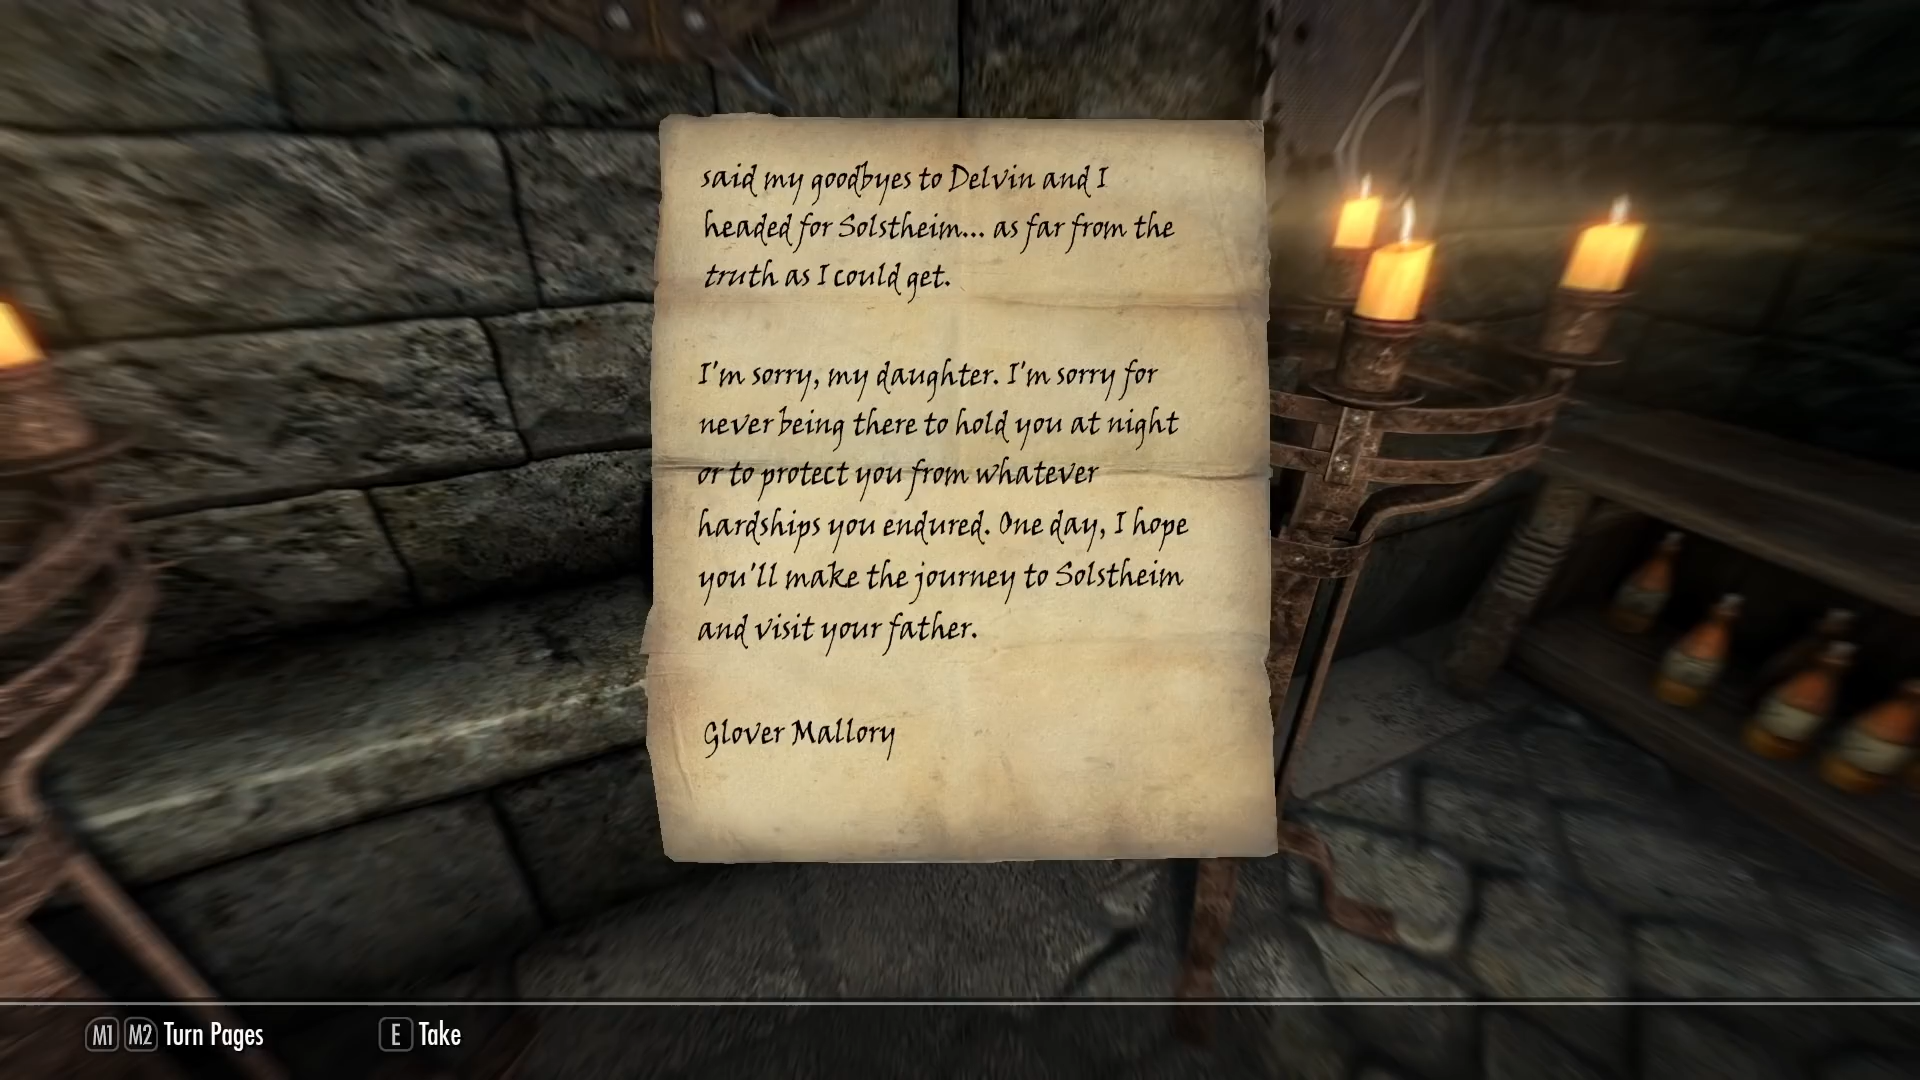 said my goodbyes to Delvin and I
headed for Solstheim... as far from the
truth as I could get.
I'm sorry, my daughter. I'm sorry for
never being there to hold you at night
or to protect you from whatever
hardships you endured. One day, I hope
you'll make the journey to Solstheim
and visit your father.
Glover Mallory
M1 M2 Turn Pages E Take